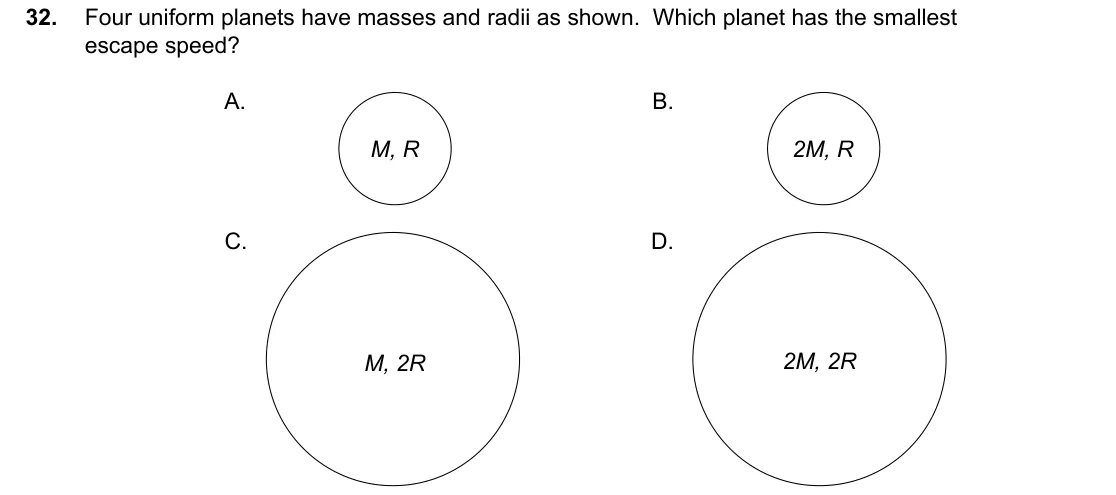 32. Four uniform planets have masses and radii as shown. Which planet has the smallest
escape speed?
A.
M, R
B.
2M, R
C.
M, 2R
D.
2M, 2R